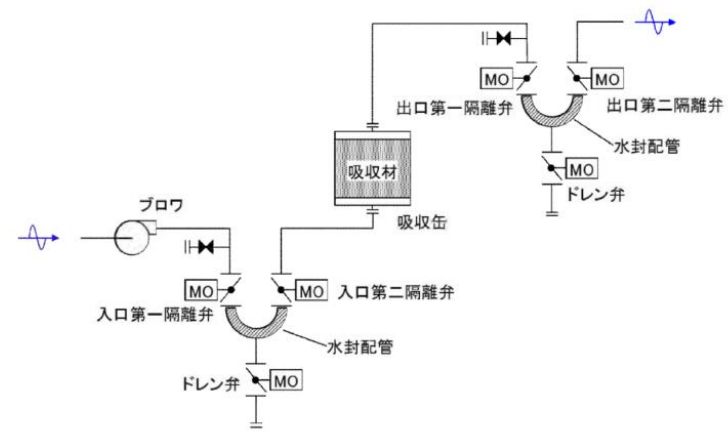 MO
MO
出口第一隔離弁
出口第二隔離弁
水封配管
MO
ドレン弁
吸収材
吸収缶
ブロワ
MO
MO
入口第二隔離弁
入口第一隔離弁
水封配管
ドレン弁
MO